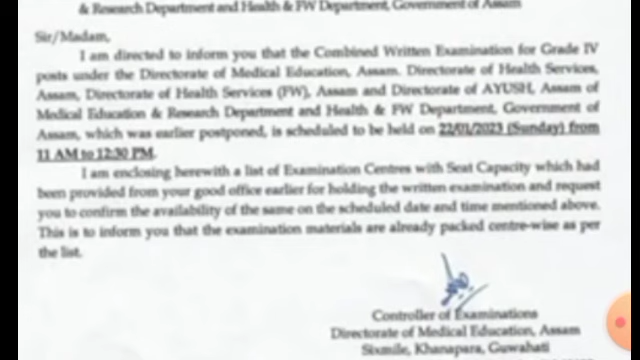 & Research Department and Health & FW Department, Government of Assam
Sir/Madam,
I am directed to inform you that the Combined Written Examination for Grade IV
posts under the Directorate of Medical Education, Assam. Directorate of Health Services,
Assam, Directorate of Health Services (FW), Assam and Directorate of AYUSH, Assam of
Medical Education & Research Department and Health & FW Department, Government of
Assam, which was earlier postponed, is scheduled to be held on 22/01/2023 (Sunday) from
11 AM to 12:30 PM.
I am enclosing herewith a list of Examination Centres with Seat Capacity which had
been provided from your good office earlier for holding the written examination and request
you to confirm the availability of the same on the scheduled date and time mentioned above.
This is to inform you that the examination materials are already packed centre-wise as per
the list.
Controller of Examinations
Directorate of Medical Education, Assam
Sixmile, Khanapara, Guwahati